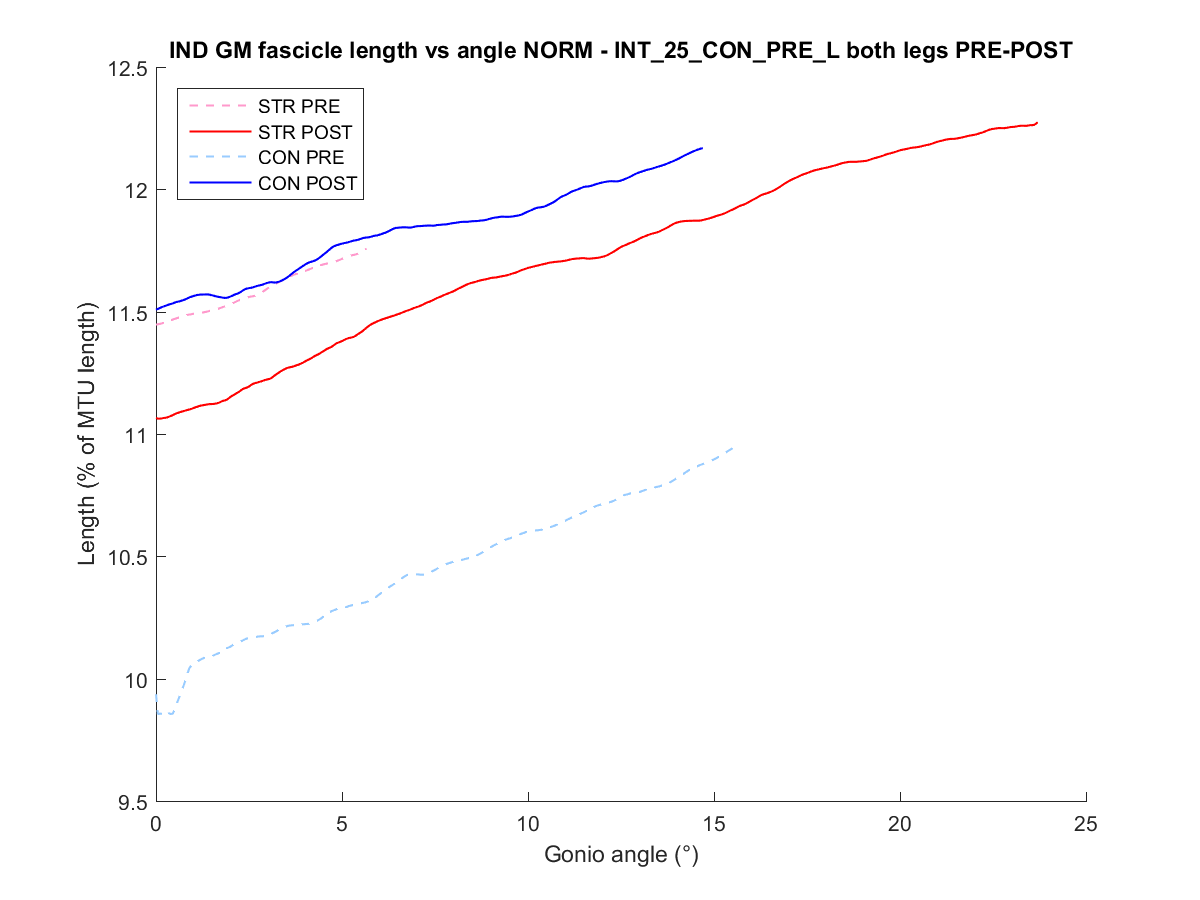 IND GM fascicle length vs angle NORM - INT_25_CON_PRE_L both legs PRE-POST
STR PRE
STR POST
CON PRE
CON POST
Length (% of MTU length)
12.5
12
11.5
11
10.5
10
9.5
0 5 10 15 20 25
Gonio angle (°)